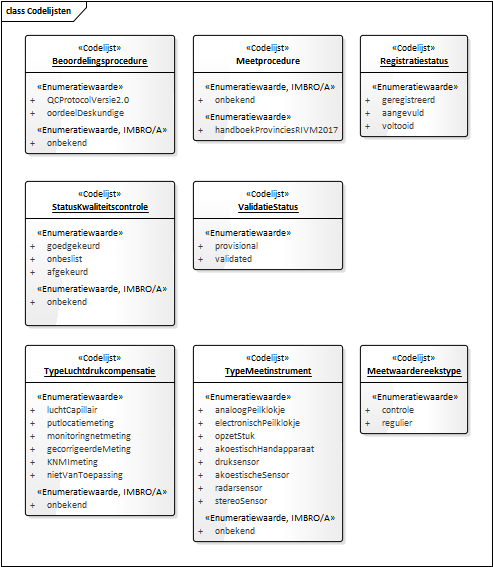 class Codelijsten
«Codelijst»
Beoordelingsprocedure
«Enumeratiewaarde»
+ QCProtocolVersie2.0
+ oordeelDeskundige
«Enumeratiewaarde, IMBRO/A»
+ onbekend
«Codelijst»
Meetprocedure
«Enumeratiewaarde, IMBRO/A»
+ onbekend
«Enumeratiewaarde»
+ handboekProvinciesRIVM2017
«Codelijst»
Registratiestatus
«Enumeratiewaarde»
+ geregistreerd
+ aangevuld
+ voltooid
«Codelijst»
StatusKwaliteitscontrole
«Enumeratiewaarde»
+ goedgekeurd
+ onbeslist
+ afgekeurd
«Enumeratiewaarde, IMBRO/A»
+ onbekend
«Codelijst»
ValidatieStatus
«Enumeratiewaarde»
+ provisional
+ validated
«Codelijst»
TypeLuchtdrukcompensatie
«Enumeratiewaarde»
+ luchtCapillair
+ putlocatiemeting
+ monitoringnetmeting
+ gecorrigeerdeMeting
+ KNMImeting
+ nietVanToepassing
«Enumeratiewaarde, IMBRO/A»
+ onbekend
«Codelijst»
TypeMeetinstrument
«Enumeratiewaarde»
+ analoogPeilklokje
+ electronischPeilklokje
+ opzetStuk
+ akoestischHandapparaat
+ druksensor
+ akoestischeSensor
+ radarsensor
+ stereoSensor
«Enumeratiewaarde, IMBRO/A»
+ onbekend
«Codelijst»
Meetwaardereekstype
«Enumeratiewaarde»
+ controle
+ regulier